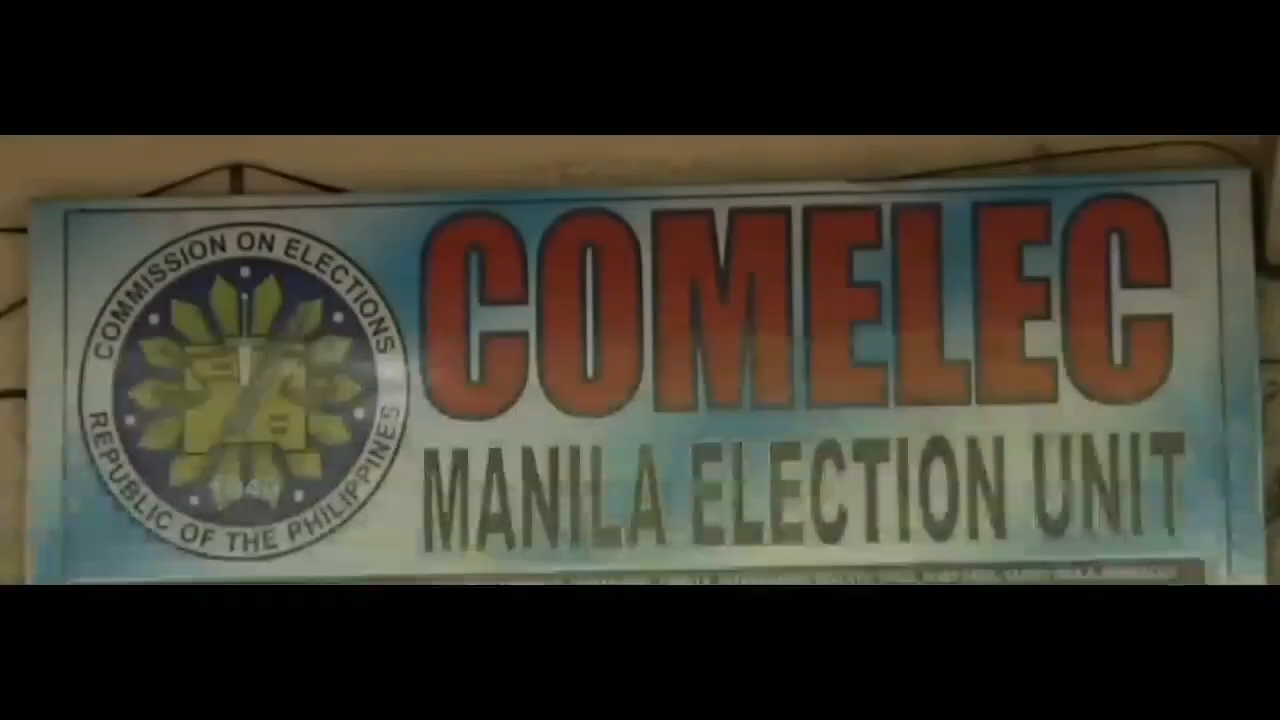 COMMISSION ON ELECTIONS
REPUBLIC OF THE PHILIPPINES
COMELEC
MANILA ELECTION UNIT